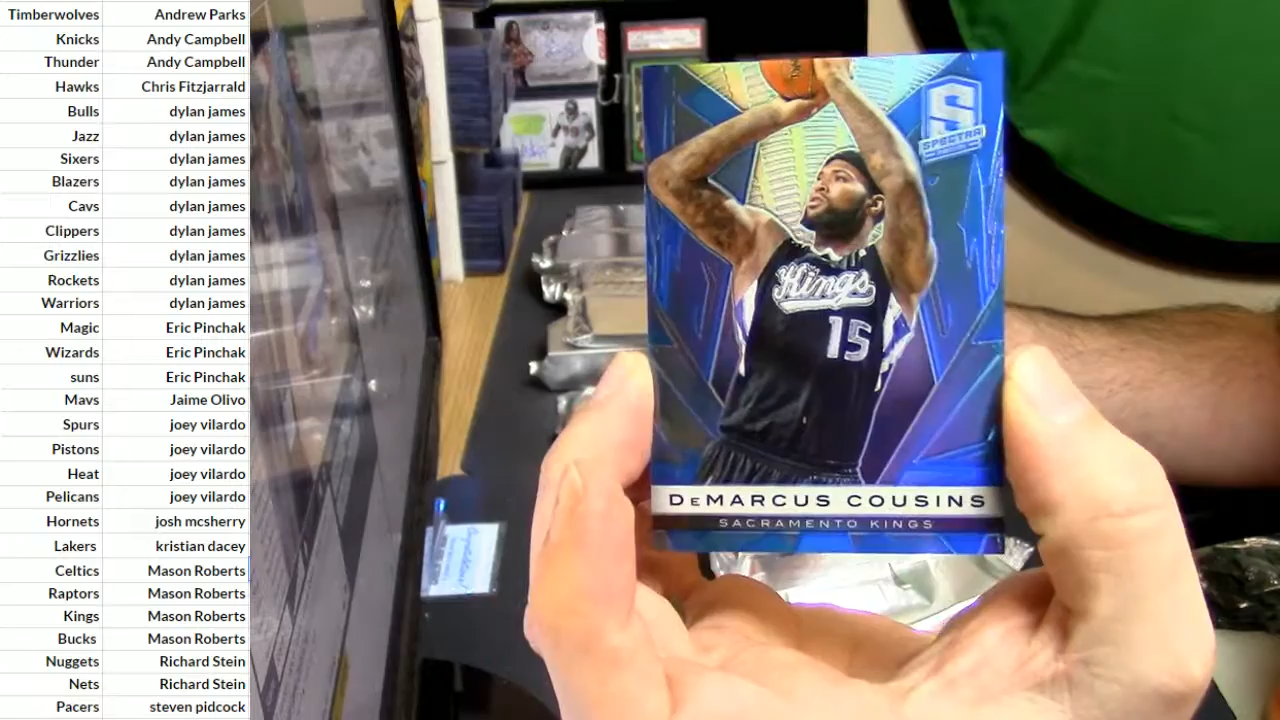 Timberwolves Andrew Parks
Knicks Andy Campbell
Thunder Andy Campbell
Hawks Chris Fitzjarrald
Bulls dylan james
Jazz dylan james
Sixers dylan james
Blazers dylan james
Cavs dylan james
Clippers dylan james
Grizzlies dylan james
Rockets dylan james
Warriors dylan james
Magic Eric Pinchak
Wizards Eric Pinchak
suns Eric Pinchak
Mavs Jaime Olivo
Spurs joey vilardo
Pistons joey vilardo
Heat joey vilardo
Pelicans joey vilardo
Hornets josh mcsherry
Lakers kristian dacey
Celtics Mason Roberts
Raptors Mason Roberts
Kings Mason Roberts
Bucks Mason Roberts
Nuggets Richard Stein
Nets Richard Stein
Pacers steven pidcock
S
SPECTRA
Kings
15
DEMARCUS COUSINS
SACRAMENTO KINGS